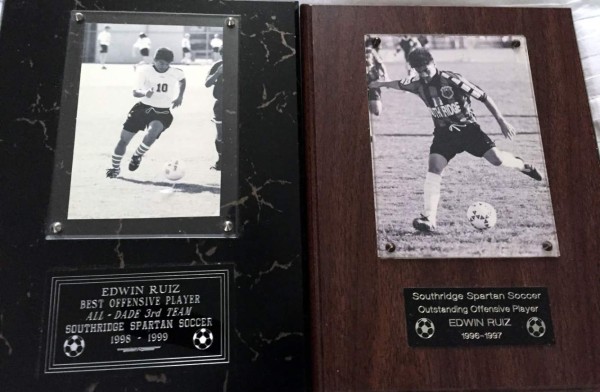 10
EDWIN RUIZ
BEST OFFENSIVE PLAYER
ALL - DADE 3rd TEAM
SOUTHRIDGE SPARTAN SOCCER
1998 - 1999
Southridge Spartan Soccer
Outstanding Offensive Player
EDWIN RUIZ
1996-1997